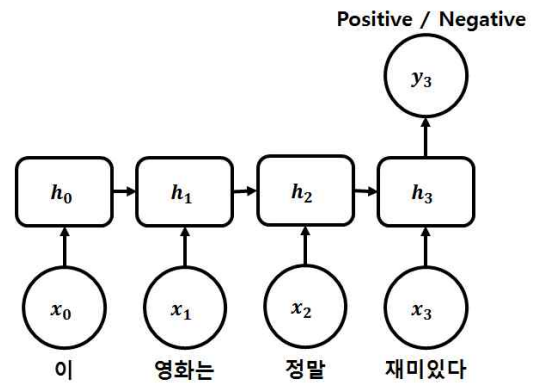 Positive / Negative
y₃
h₀ h₁ h₂ h₃
x₀ x₁ x₂ x₃
이 영화는 정말 재미있다